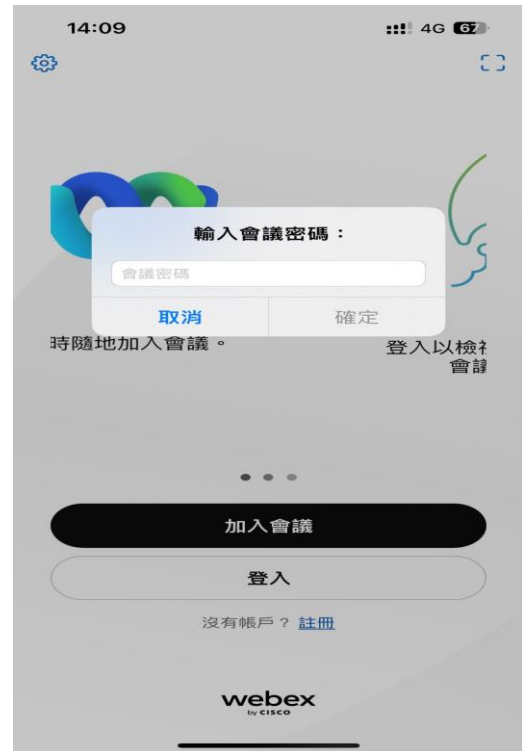 14:09
4G 67
輸入會議密碼：
會議密碼
取消
確定
時隨地加入會議。
登入以檢視
會議
加入會議
登入
沒有帳戶？註冊
webex
by CISCO